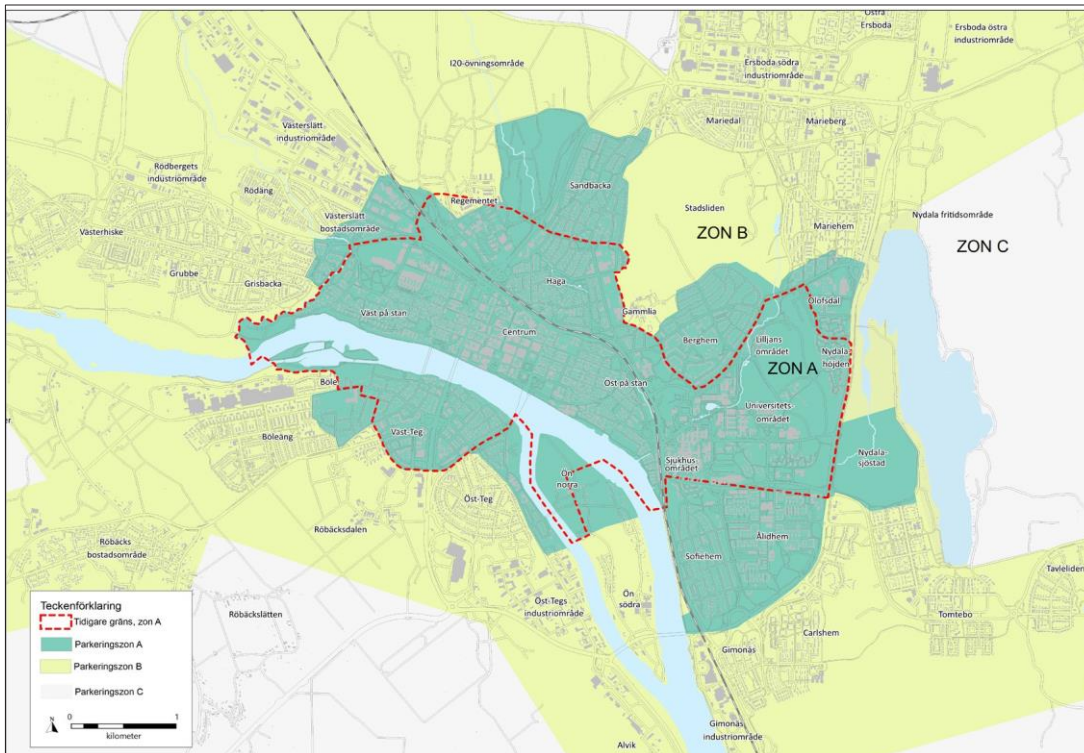 Östra
Ersboda
Ersboda östra
industriområde
I20-övningsområde
Ersboda södra
industriområde
Mariedal
Marieberg
Västerslätt
industriområde
Rödbergets
industriområde
Rödäng
Sandbacka
Regementet
Stadsliden
Västerslätt
bostadsområde
Nydala fritidsområde
ZON B
Mariehem
ZON C
Västerhiske
Grubbe
Grisbacka
Haga
Olofsdal
Väst på stan
Gammlia
Centrum
Berghem
Lilljans
området
Nydala
höjden
ZON A
Öst på stan
Böle
Universitets-
området
Väst-Teg
Böleäng
Sjukhus
området
Nydala-
sjöstad
Ön
norra
Öst-Teg
Röbäcksdalen
Ålidhem
Röbäcks
bostadsområde
Sofiehem
Tavleliden
Ön
södra
Öst-Tegs
industriområde
Röbäckslätten
Tomtebo
Carlshem
Gimonäs
Gimonäs
industriområde
Alvik
Teckenförklaring
Tidigare gräns, zon A
Parkeringszon A
Parkeringszon B
Parkeringszon C
N
0 1
kilometer